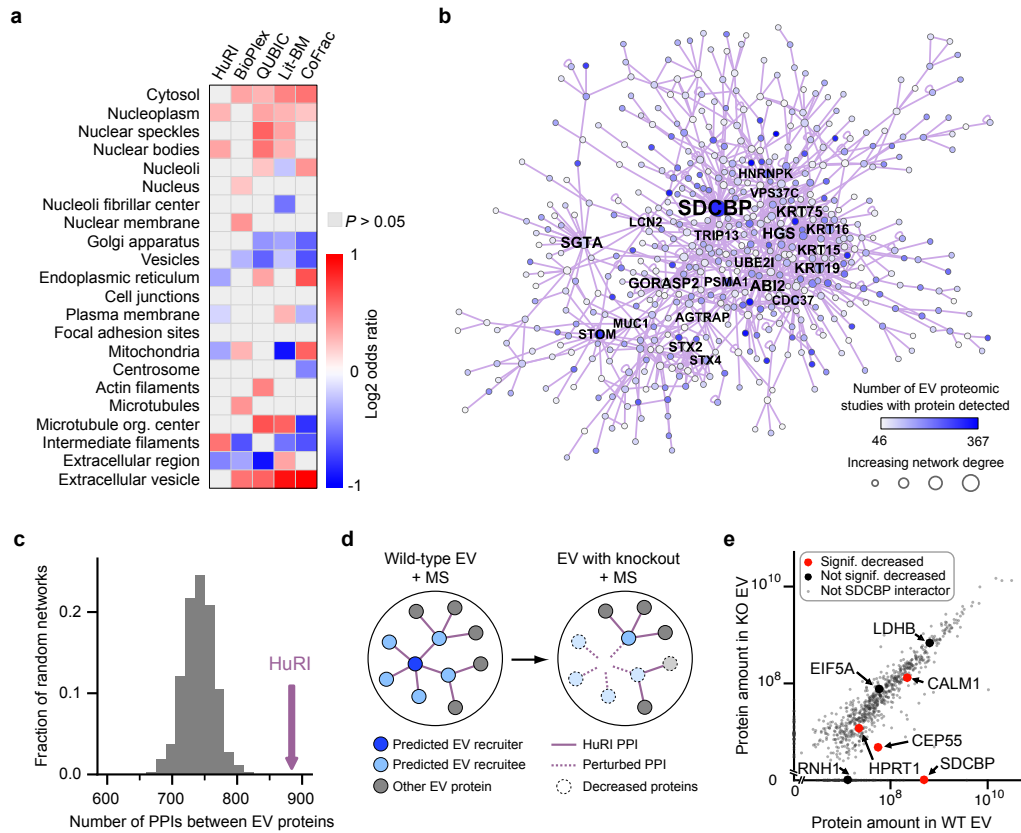 a
HuRI
BioPlex
QUBIC
Lit-BM
CoFrac
Cytosol
Nucleoplasm
Nuclear speckles
Nuclear bodies
Nucleoli
Nucleus
Nucleoli fibrillar center
Nuclear membrane
Golgi apparatus
Vesicles
Endoplasmic reticulum
Cell junctions
Plasma membrane
Focal adhesion sites
Mitochondria
Centrosome
Actin filaments
Microtubules
Microtubule org. center
Intermediate filaments
Extracellular region
Extracellular vesicle
P > 0.05
1
0
-1
Log2 odds ratio
b
HNRNPK
VPS37C
SDCBP
KRT75
LCN2
TRIP13
HGS
KRT16
SGTA
KRT15
UBE2I
KRT19
GORASP2
PSMA1
ABI2
CDC37
AGTRAP
MUC1
STOM
STX2
STX4
Number of EV proteomic
studies with protein detected
46
367
Increasing network degree
c
Fraction of random networks
0.2
0.1
0.0
HuRI
600
700
800
900
Number of PPIs between EV proteins
d
Wild-type EV
+ MS
EV with knockout
+ MS
Predicted EV recruiter
Predicted EV recruitee
Other EV protein
HuRI PPI
Perturbed PPI
Decreased proteins
e
Protein amount in KO EV
10^10
10^8
0
Signif. decreased
Not signif. decreased
Not SDCBP interactor
LDHB
EIF5A
CALM1
CEP55
RNH1
HPRT1
SDCBP
0
10^8
10^10
Protein amount in WT EV